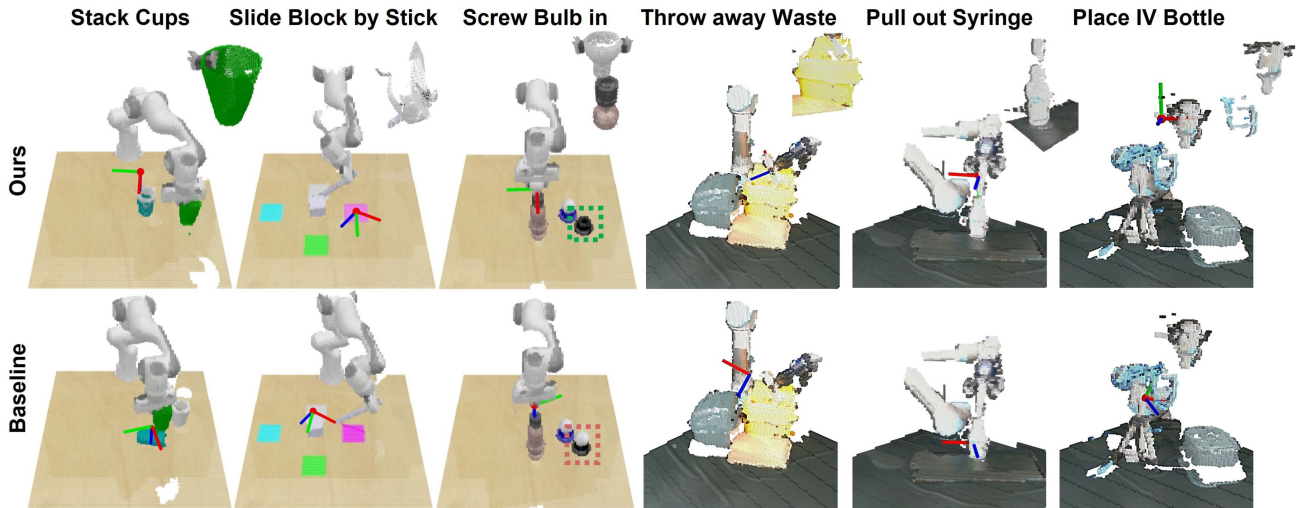 Stack Cups Slide Block by Stick Screw Bulb in Throw away Waste Pull out Syringe Place IV Bottle
Ours
Baseline